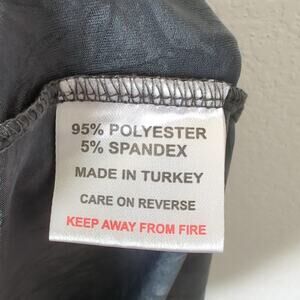 95% POLYESTER
5% SPANDEX
MADE IN TURKEY
CARE ON REVERSE
KEEP AWAY FROM FIRE